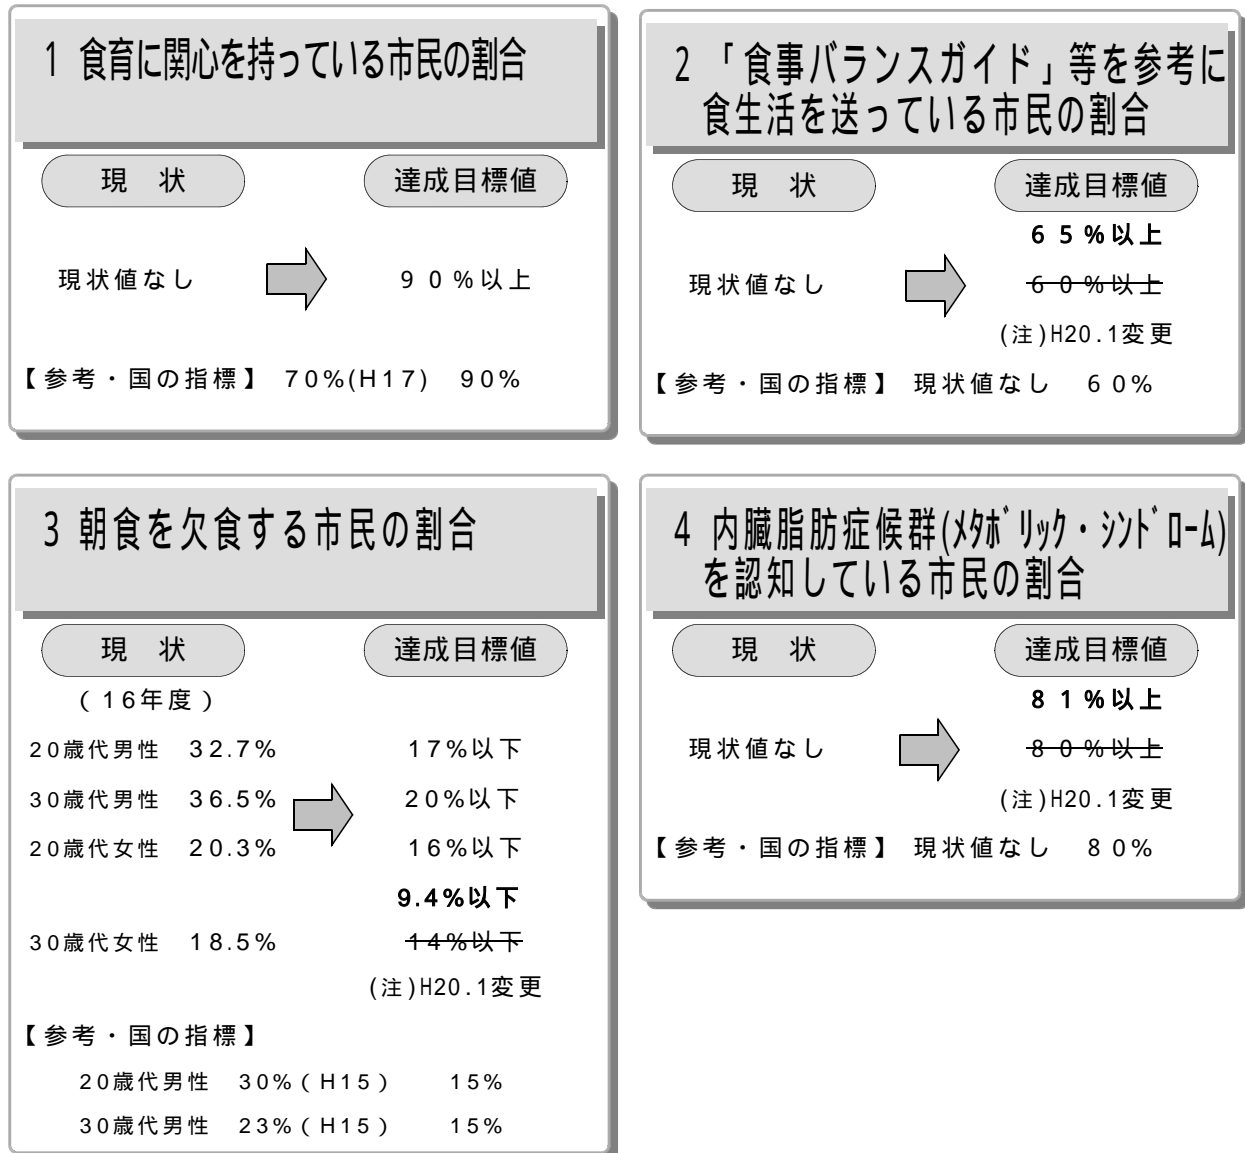 1 食育に関心を持っている市民の割合
現 状
達成目標値
現状値なし
90%以上
【参考・国の指標】 70%(H17) 90%
2 「食事バランスガイド」等を参考に
食生活を送っている市民の割合
現 状
達成目標値
65%以上
現状値なし
60%以上
(注)H20.1変更
【参考・国の指標】 現状値なし 60%
3 朝食を欠食する市民の割合
現 状
達成目標値
(16年度)
20歳代男性 32.7% 17%以下
30歳代男性 36.5% 20%以下
20歳代女性 20.3% 16%以下
9.4%以下
30歳代女性 18.5% 14%以下
(注)H20.1変更
【参考・国の指標】
20歳代男性 30%(H15) 15%
30歳代男性 23%(H15) 15%
4 内臓脂肪症候群(メタボリック・シンドローム)
を認知している市民の割合
現 状
達成目標値
81%以上
現状値なし
80%以上
(注)H20.1変更
【参考・国の指標】 現状値なし 80%